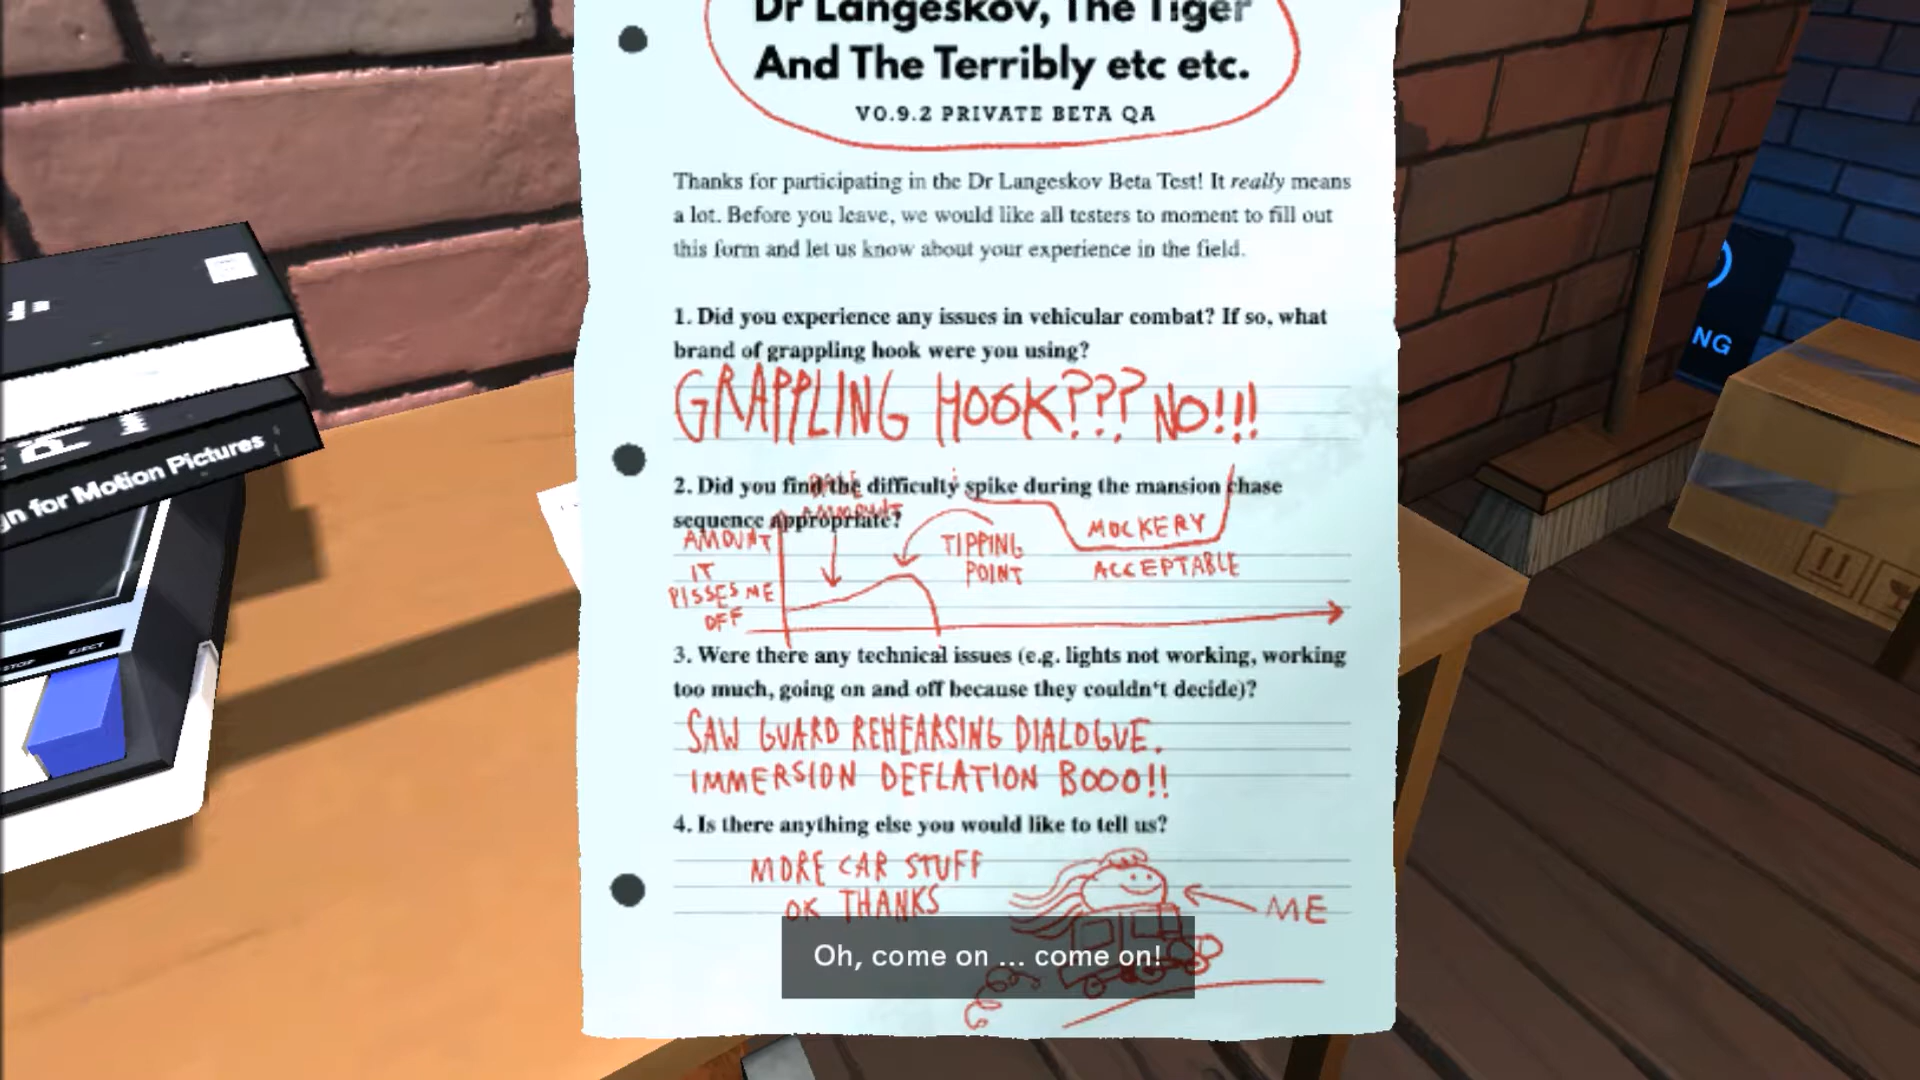 Dr Langeskov, The Tiger
And The Terribly etc etc.
V0.9.2 PRIVATE BETA QA
Thanks for participating in the Dr Langeskov Beta Test! It really means
a lot. Before you leave, we would like all testers to moment to fill out
this form and let us know about your experience in the field.
1. Did you experience any issues in vehicular combat? If so, what
brand of grappling hook were you using?
GRAPPLING HOOK??? NO!!!
2. Did you find the difficulty spike during the mansion chase
sequence appropriate?
AMOUNT
IT
PISSES ME
OFF
TIPPING
POINT
MOCKERY
ACCEPTABLE
3. Were there any technical issues (e.g. lights not working, working
too much, going on and off because they couldn't decide)?
SAW GUARD REHEARSING DIALOGUE.
IMMERSION DEFLATION BOOO!!
4. Is there anything else you would like to tell us?
MORE CAR STUFF
OK THANKS
ME
Oh, come on ... come on!
gn for Motion Pictures
STOP
EJECT
NG